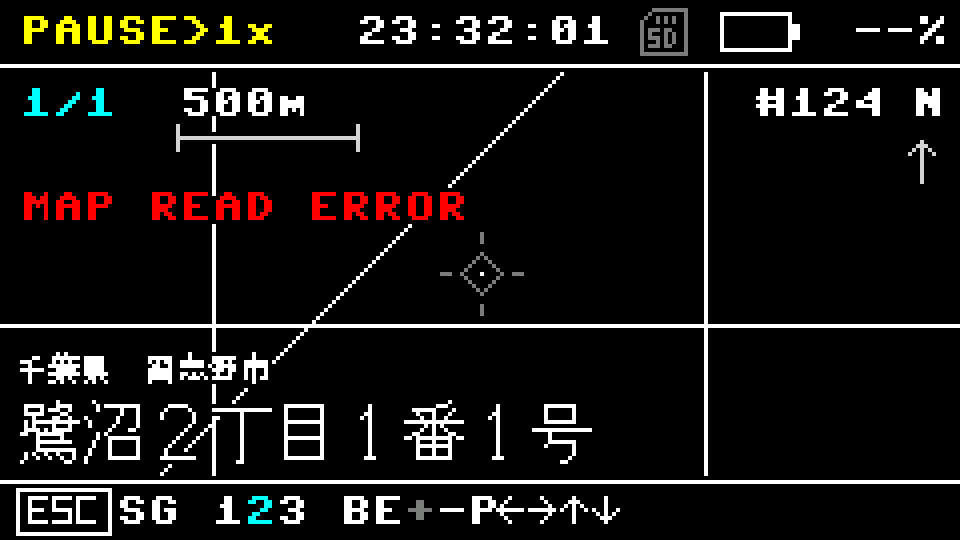 PAUSE>1x 23:32:01 SD --%
1/1 500m #124 N
↑
MAP READ ERROR
千葉県 習志野市
鷺沼2丁目1番1号
ESC SG 123 BE+-P←→↑↓